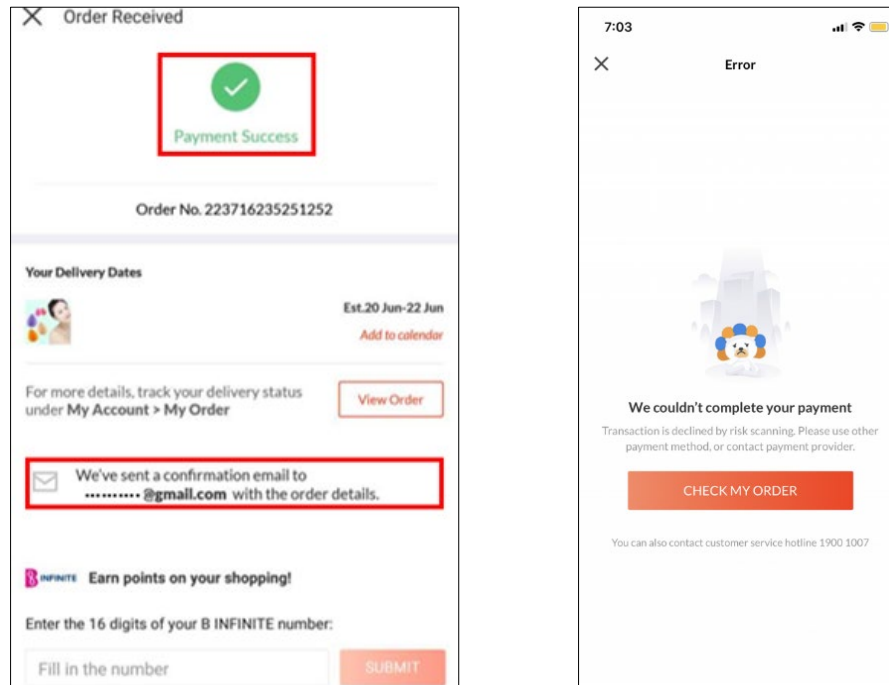 Order Received
Payment Success
Order No. 223716235251252
Your Delivery Dates
Est.20 Jun-22 Jun
Add to calendar
For more details, track your delivery status
under My Account > My Order
View Order
We've sent a confirmation email to
•••••••••• @gmail.com with the order details.
B INFINITE Earn points on your shopping!
Enter the 16 digits of your B INFINITE number:
Fill in the number
SUBMIT
7:03
Error
We couldn't complete your payment
Transaction is declined by risk scanning. Please use other
payment method, or contact payment provider.
CHECK MY ORDER
You can also contact customer service hotline 1900 1007